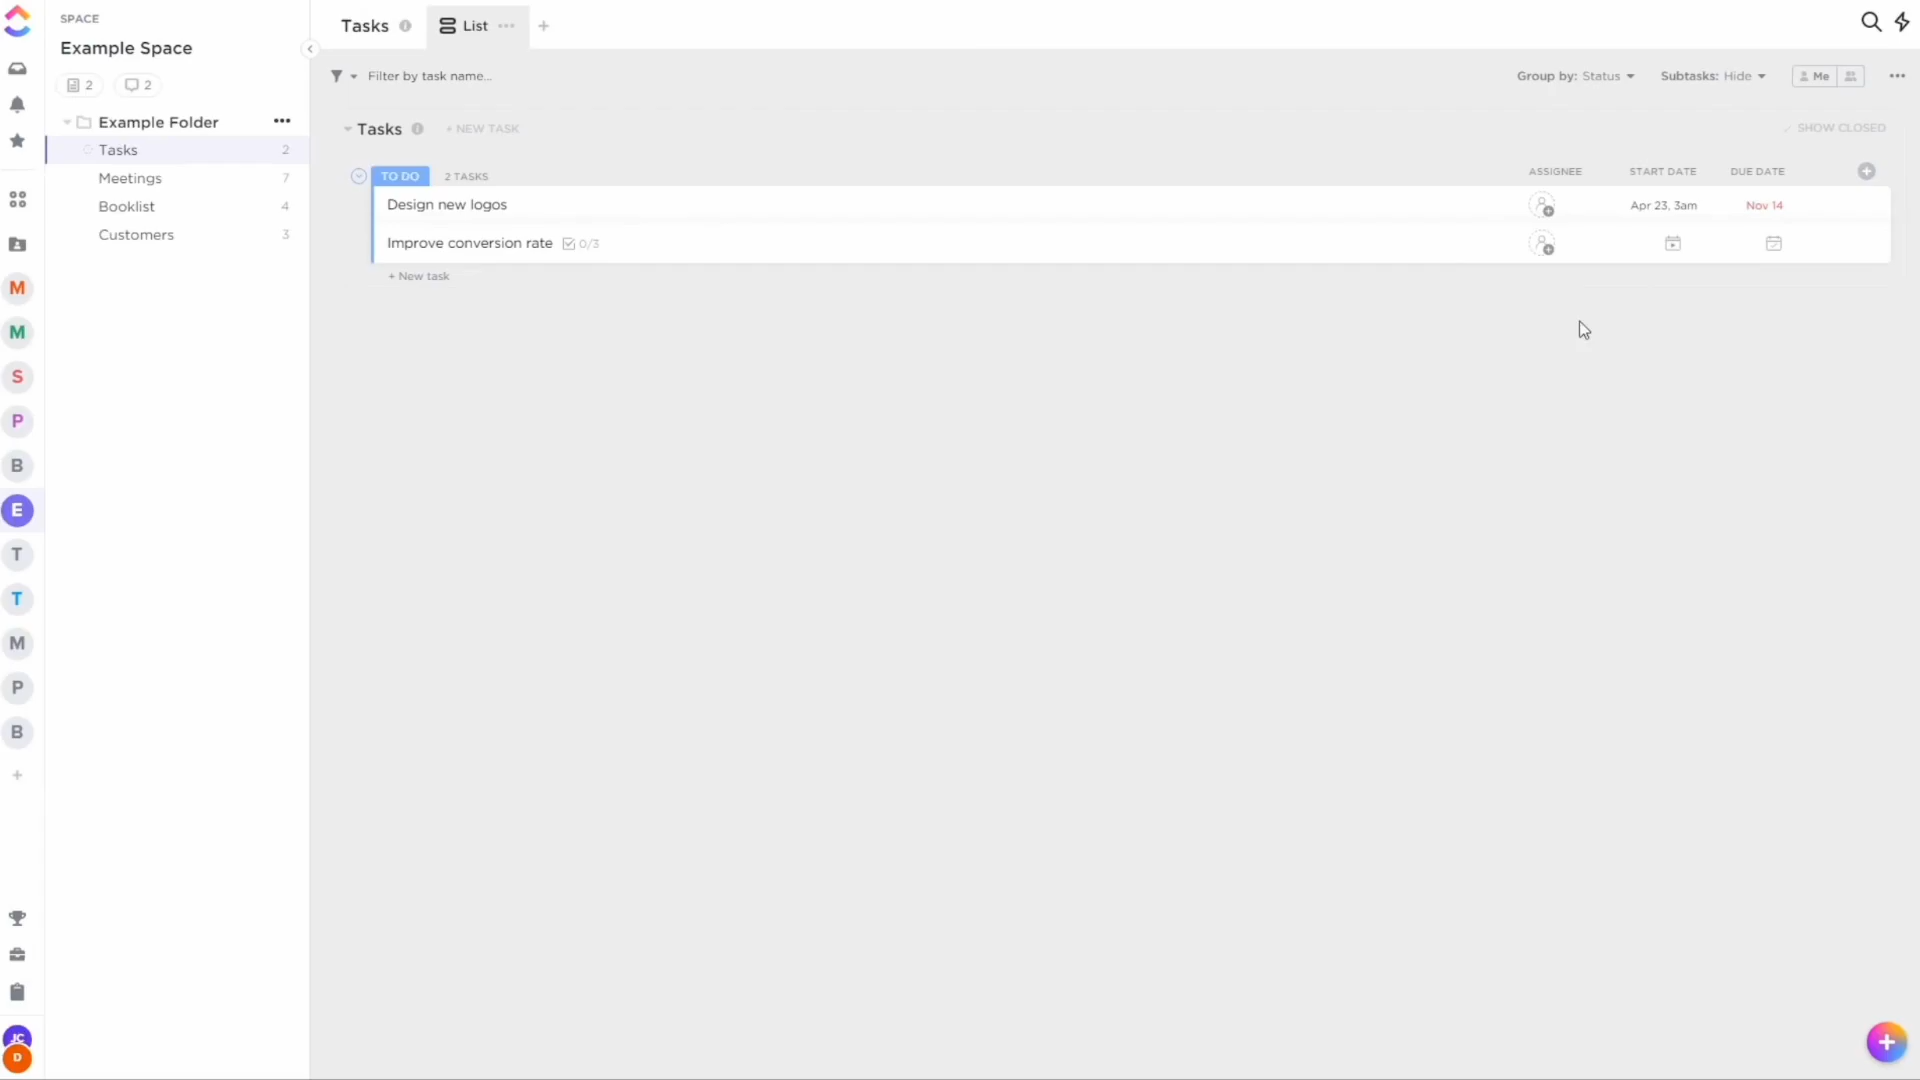 SPACE
Example Space
2
2
Example Folder
Tasks 2
Meetings 7
Booklist 4
Customers 3
M
M
S
P
B
E
T
T
M
P
B
JC
D
Tasks
List
Filter by task name...
Group by: Status
Subtasks: Hide
Me
Tasks
+ NEW TASK
SHOW CLOSED
TO DO 2 TASKS ASSIGNEE START DATE DUE DATE
Design new logos Apr 23, 3am Nov 14
Improve conversion rate 0/3
+ New task